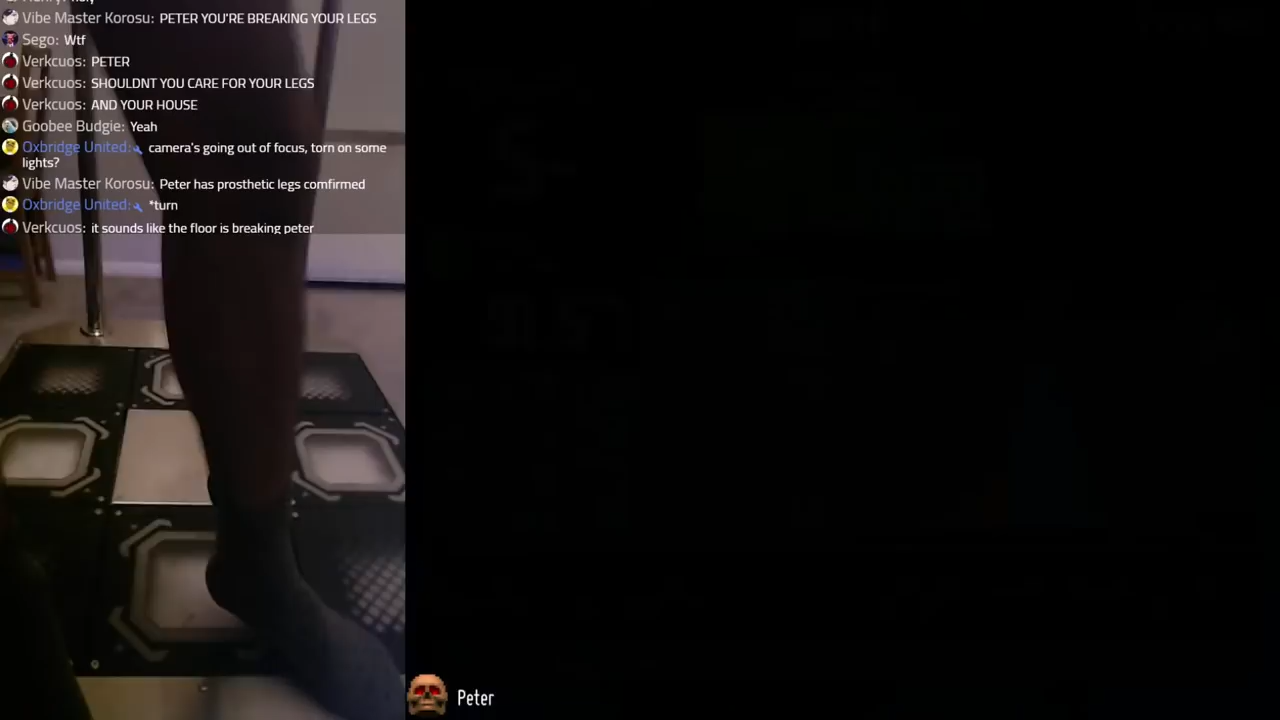 Vibe Master Korosu: PETER YOU'RE BREAKING YOUR LEGS
Sego: Wtf
Verkcuos: PETER
Verkcuos: SHOULDNT YOU CARE FOR YOUR LEGS
Verkcuos: AND YOUR HOUSE
Goobee Budgie: Yeah
Oxbridge United: camera's going out of focus, torn on some
lights?
Vibe Master Korosu: Peter has prosthetic legs comfirmed
Oxbridge United: *turn
Verkcuos: it sounds like the floor is breaking peter
Peter